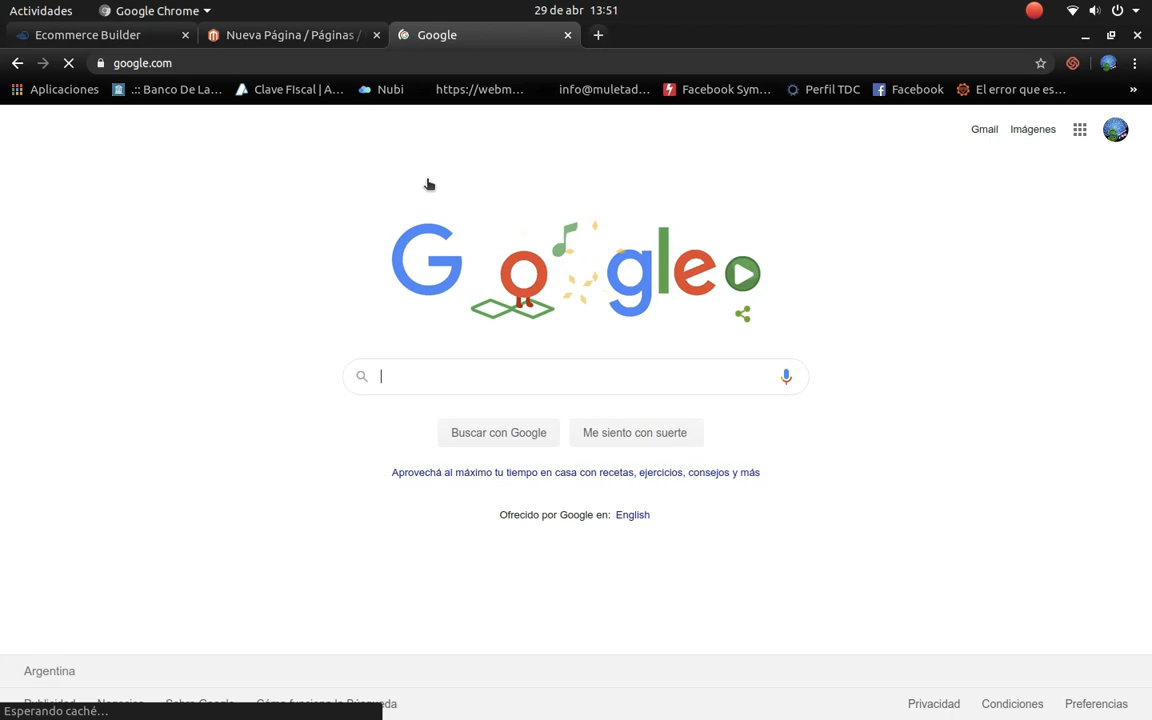 Actividades Google Chrome 29 de abr 13:51
Ecommerce Builder Nueva Página / Páginas / Google
google.com
Aplicaciones .:: Banco De La... Clave FIscal | A... Nubi https://webm... info@muletad... Facebook Sym... Perfil TDC Facebook El error que es... »
Gmail Imágenes
Google
Buscar con Google Me siento con suerte
Aprovechá al máximo tu tiempo en casa con recetas, ejercicios, consejos y más
Ofrecido por Google en: English
Argentina
Publicidad Negocios Sobre Google Cómo funciona la Búsqueda Privacidad Condiciones Preferencias
Esperando caché...